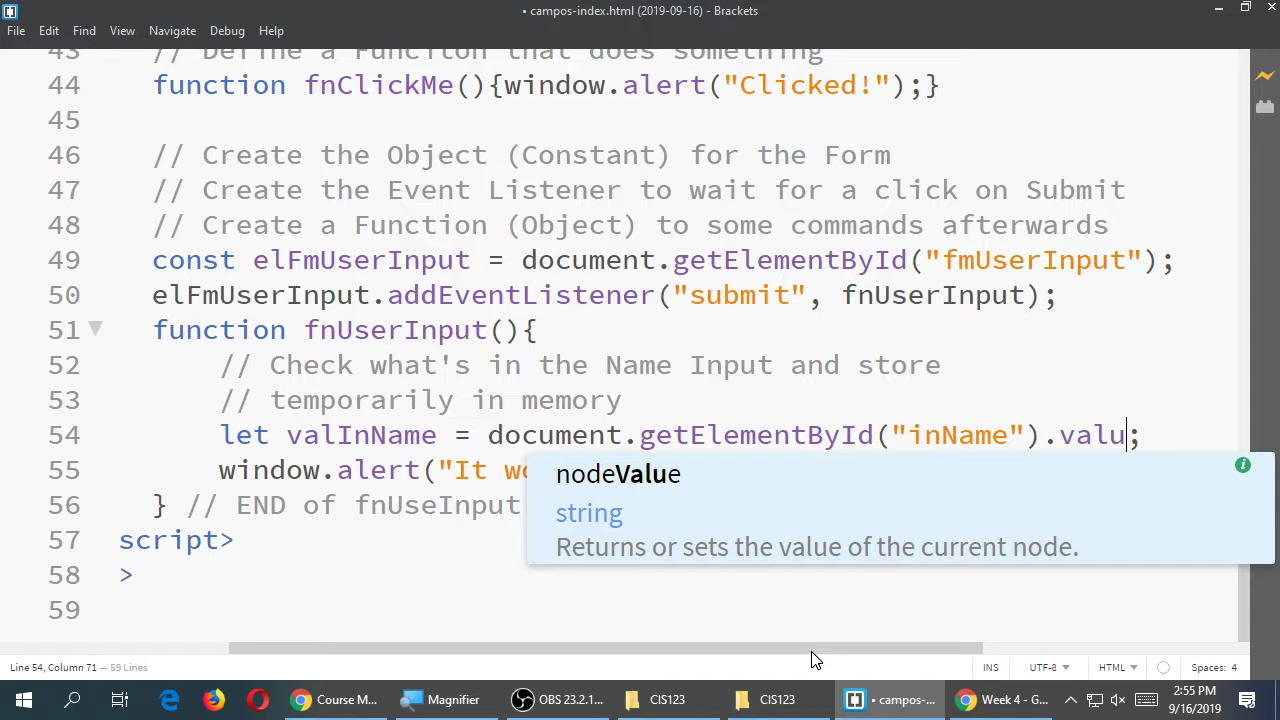 • campos-index.html (2019-09-16) - Brackets
File Edit Find View Navigate Debug Help
43 // Define a Funciton that does something
44 function fnClickMe(){window.alert("Clicked!");}
45
46 // Create the Object (Constant) for the Form
47 // Create the Event Listener to wait for a click on Submit
48 // Create a Function (Object) to some commands afterwards
49 const elFmUserInput = document.getElementById("fmUserInput");
50 elFmUserInput.addEventListener("submit", fnUserInput);
51 function fnUserInput(){
52 // Check what's in the Name Input and store
53 // temporarily in memory
54 let valInName = document.getElementById("inName").valu;
55 window.alert("It wo
nodeValue
string
Returns or sets the value of the current node.
56 } // END of fnUseInput
57 script>
58 >
59
Line 54, Column 71 — 59 Lines
INS UTF-8 HTML Spaces: 4
Course M... Magnifier OBS 23.2.1... CIS123 CIS123 • campos-... Week 4 - G...
2:55 PM
9/16/2019